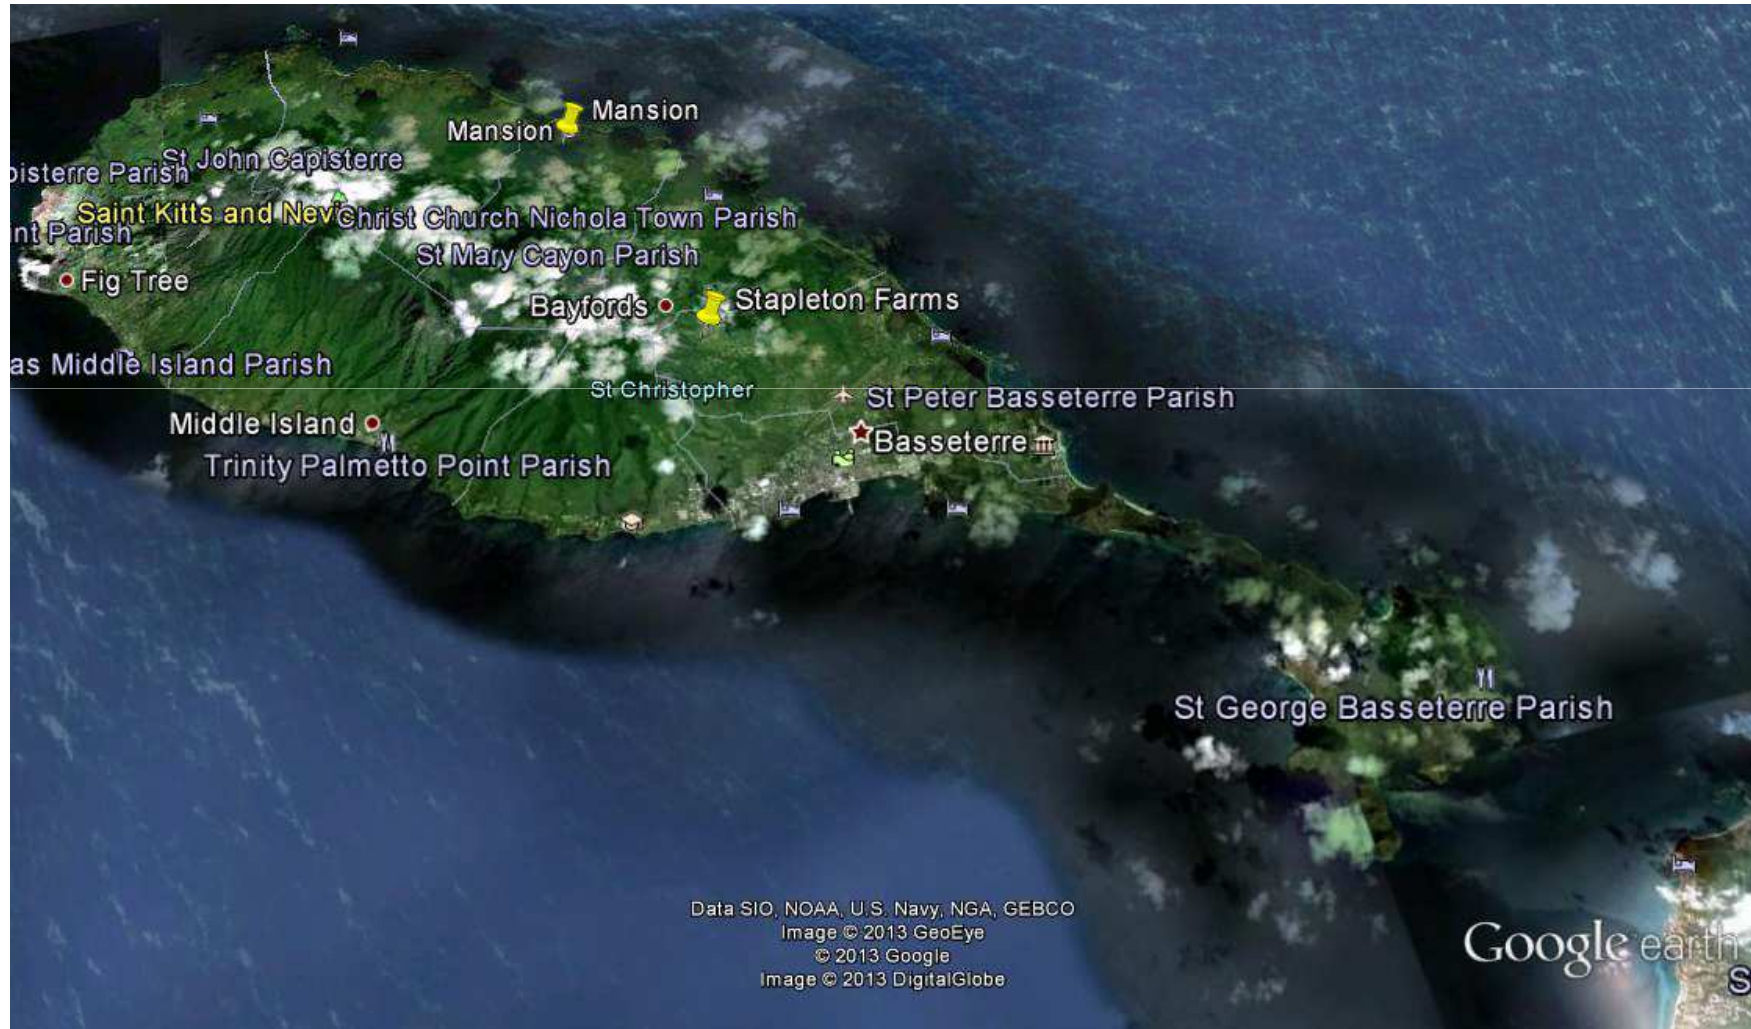 Mansion
Mansion
St John Capisterre
pisterre Parish
Saint Kitts and Nevi
Christ Church Nichola Town Parish
int Parish
St Mary Cayon Parish
Fig Tree
Bayfords
Stapleton Farms
as Middle Island Parish
St Christopher
St Peter Basseterre Parish
Middle Island
Basseterre
Trinity Palmetto Point Parish
St George Basseterre Parish
Data SIO, NOAA, U.S. Navy, NGA, GEBCO
Image © 2013 GeoEye
© 2013 Google
Image © 2013 DigitalGlobe
Google earth
S